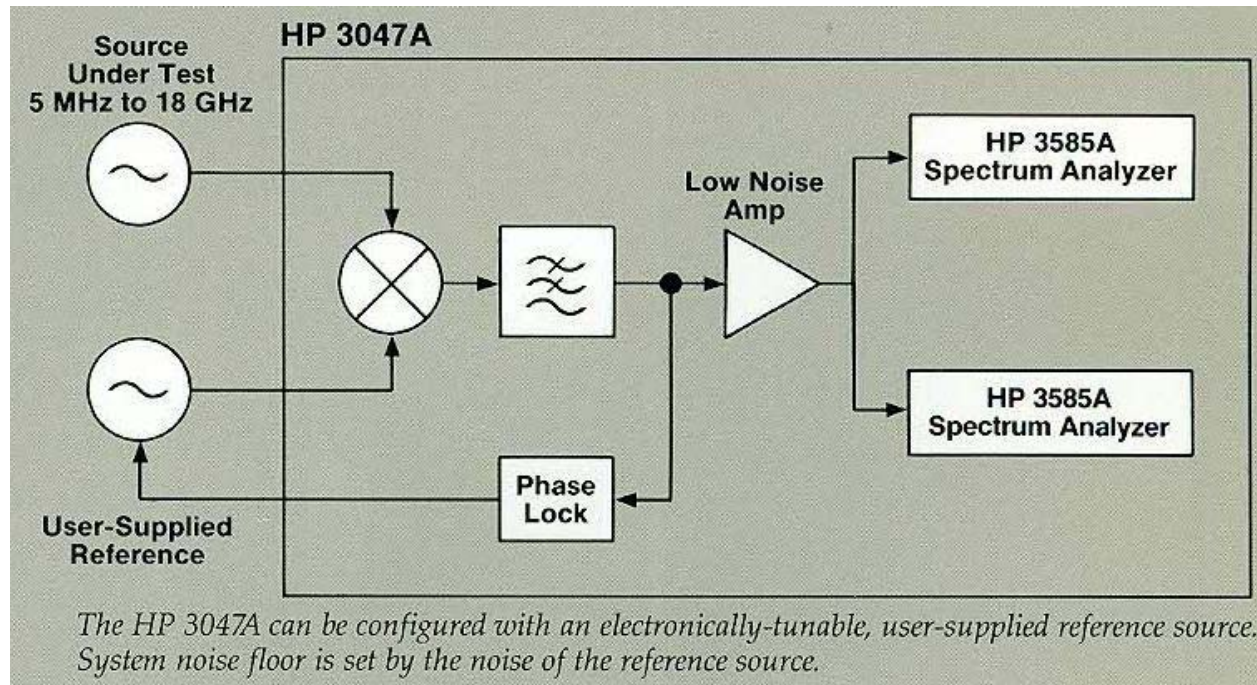 HP 3047A
Source
Under Test
5 MHz to 18 GHz
HP 3585A
Spectrum Analyzer
Low Noise
Amp
HP 3585A
Spectrum Analyzer
Phase
Lock
User-Supplied
Reference
The HP 3047A can be configured with an electronically-tunable, user-supplied reference source.
System noise floor is set by the noise of the reference source.